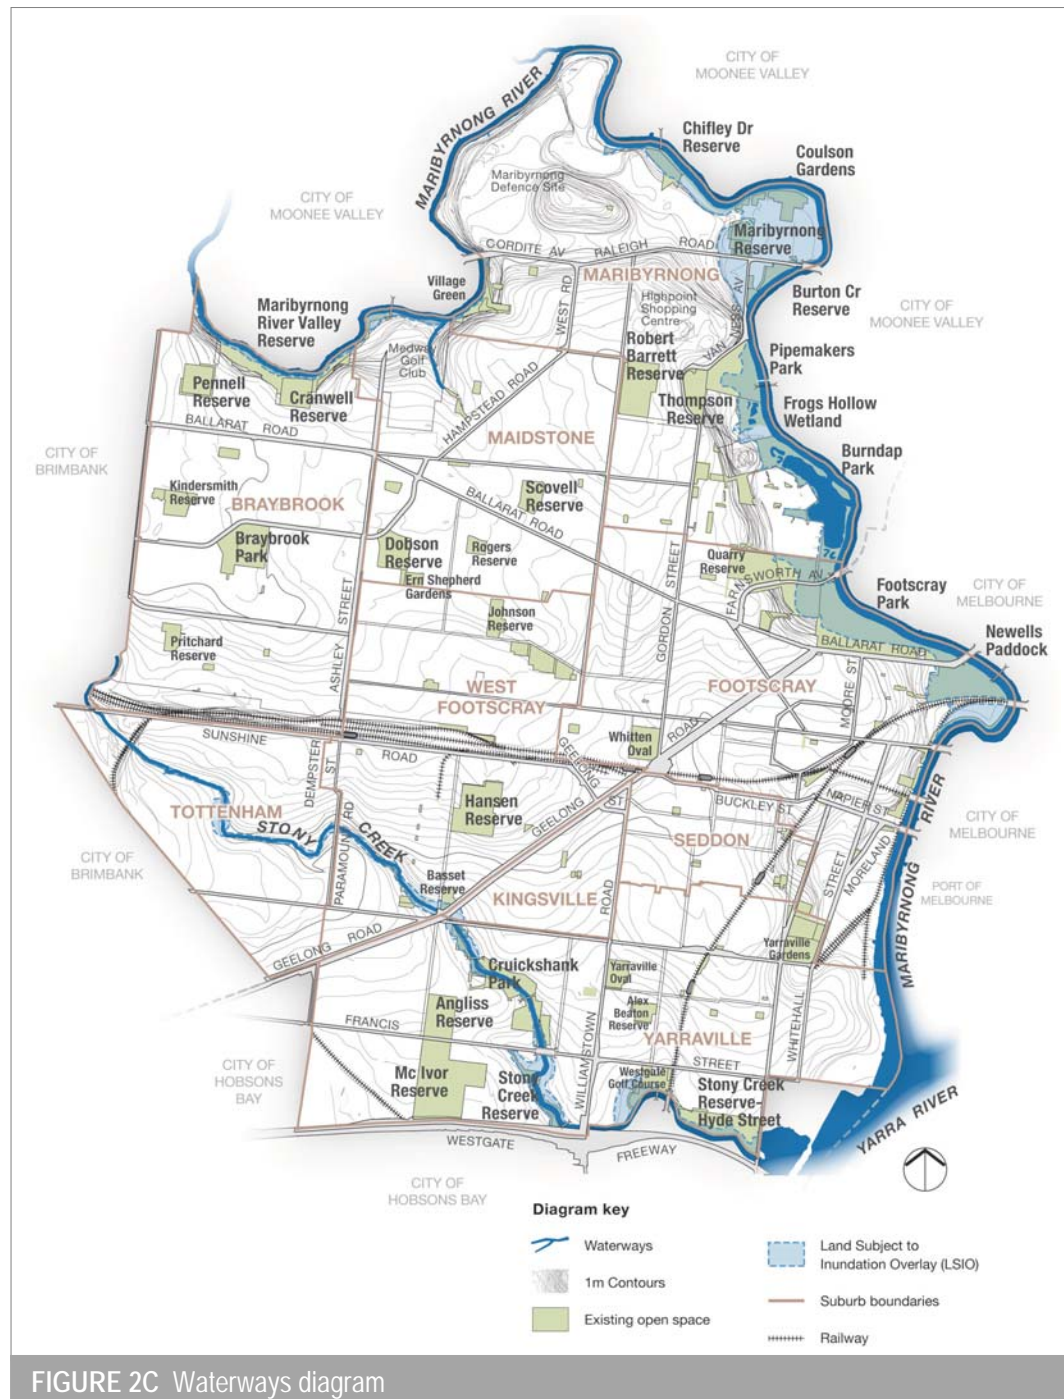 CITY OF
MOONEE VALLEY
MARIBYRNONG RIVER
Chifley Dr
Reserve
Coulson
Gardens
Maribyrnong
Defence Site
CITY OF
MOONEE VALLEY
CORDITE AV
RALEIGH ROAD
Maribyrnong
Reserve
MARIBYRNONG
Village
Green
WEST RD
Highpoint
Shopping
Centre
VAN NESS AV
Burton Cr
Reserve
CITY OF
MOONEE VALLEY
Maribyrnong
River Valley
Reserve
Robert
Barrett
Reserve
Pipemakers
Park
Medway
Golf
Club
Pennell
Reserve
Cranwell
Reserve
HAMPSTEAD ROAD
Thompson
Reserve
Frogs Hollow
Wetland
BALLARAT ROAD
MAIDSTONE
CITY OF
BRIMBANK
Burndap
Park
Kindersmith
Reserve
BRAYBROOK
Scovell
Reserve
BALLARAT ROAD
Braybrook
Park
Dobson
Reserve
Rogers
Reserve
Ern Shepherd
Gardens
GORDON STREET
Quarry
Reserve
FARNSWORTH AV
Footscray
Park
CITY OF
MELBOURNE
Johnson
Reserve
ASHLEY STREET
Pritchard
Reserve
BALLARAT ROAD
Newells
Paddock
WEST
FOOTSCRAY
FOOTSCRAY
MOORE ST
SUNSHINE ROAD
Whitten
Oval
GEELONG ROAD
DEMPSTER ST
GEELONG ST
BUCKLEY ST
NAPIER ST
TOTTENHAM
STONY CREEK
PARAMOUNT RD
Hansen
Reserve
SEDDON
MORELAND
STREET
MARIBYRNONG RIVER
CITY OF
MELBOURNE
CITY OF
BRIMBANK
Basset
Reserve
KINGSVILLE
PORT OF
MELBOURNE
GEELONG ROAD
Yarraville
Gardens
Cruickshank
Park
Yarraville
Oval
Angliss
Reserve
Alex
Beaton
Reserve
FRANCIS STREET
YARRAVILLE
WHITEHALL
WILLIAMSTOWN ROAD
CITY OF
HOBSONS
BAY
Mc Ivor
Reserve
Stony
Creek
Reserve
Westgate
Golf Course
Stony Creek
Reserve-
Hyde Street
YARRA RIVER
WESTGATE FREEWAY
CITY OF
HOBSONS BAY
Diagram key
Waterways
1m Contours
Existing open space
Land Subject to
Inundation Overlay (LSIO)
Suburb boundaries
Railway
FIGURE 2C Waterways diagram